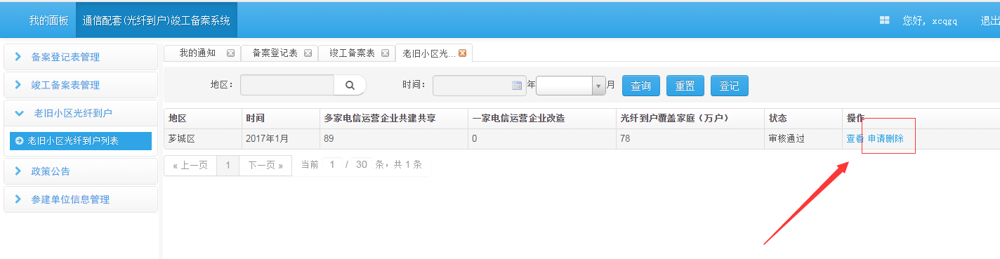 我的面板 通信配套(光纤到户)竣工备案系统 您好，xcqgq 退出
备案登记表管理
竣工备案表管理
老旧小区光纤到户
老旧小区光纤到户列表
政策公告
参建单位信息管理
我的通知 备案登记表 竣工备案表 老旧小区光...
地区： 时间： 年 月 查询 重置 登记
地区 时间 多家电信运营企业共建共享 一家电信运营企业改造 光纤到户覆盖家庭（万户） 状态 操作
芗城区 2017年1月 89 0 78 审核通过 查看 申请删除
« 上一页 1 下一页 » 当前 1 / 30 条，共 1 条